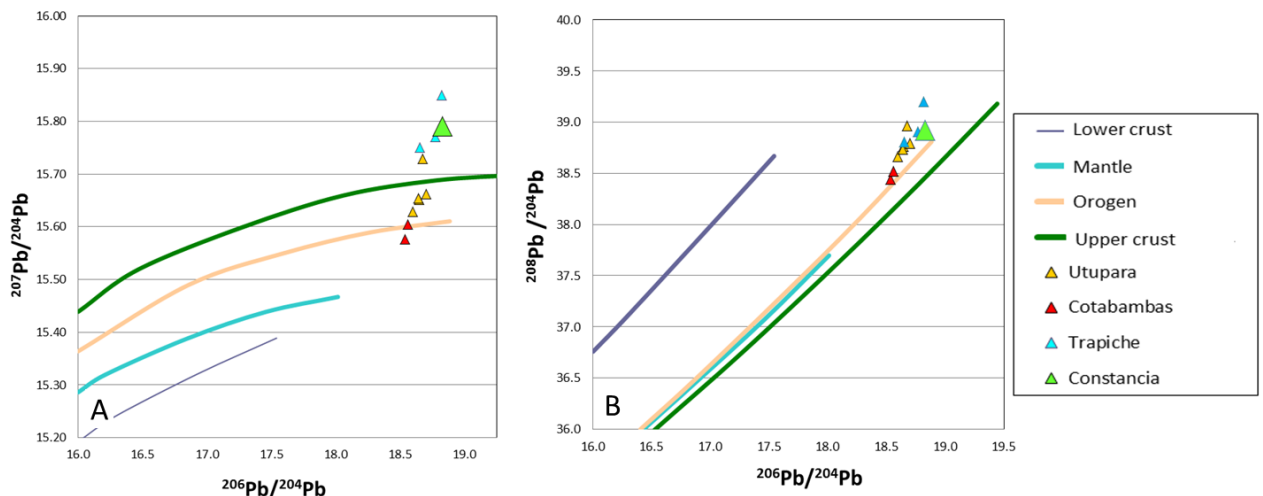 16.00
15.90
15.80
15.70
15.60
15.50
15.40
15.30
15.20
²⁰⁷Pb/²⁰⁴Pb
A
16.0 16.5 17.0 17.5 18.0 18.5 19.0
²⁰⁶Pb/²⁰⁴Pb
40.0
39.5
39.0
38.5
38.0
37.5
37.0
36.5
36.0
²⁰⁸Pb /²⁰⁴Pb
B
16.0 16.5 17.0 17.5 18.0 18.5 19.0 19.5
²⁰⁶Pb/²⁰⁴Pb
Lower crust
Mantle
Orogen
Upper crust
Utupara
Cotabambas
Trapiche
Constancia